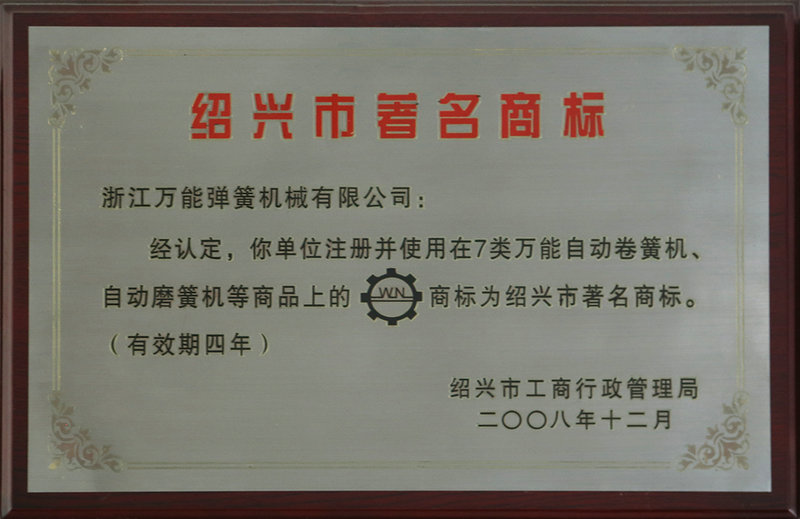 绍兴市著名商标
浙江万能弹簧机械有限公司：
经认定，你单位注册并使用在7类万能自动卷簧机、
自动磨簧机等商品上的 WN 商标为绍兴市著名商标。
（有效期四年）
绍兴市工商行政管理局
二〇〇八年十二月